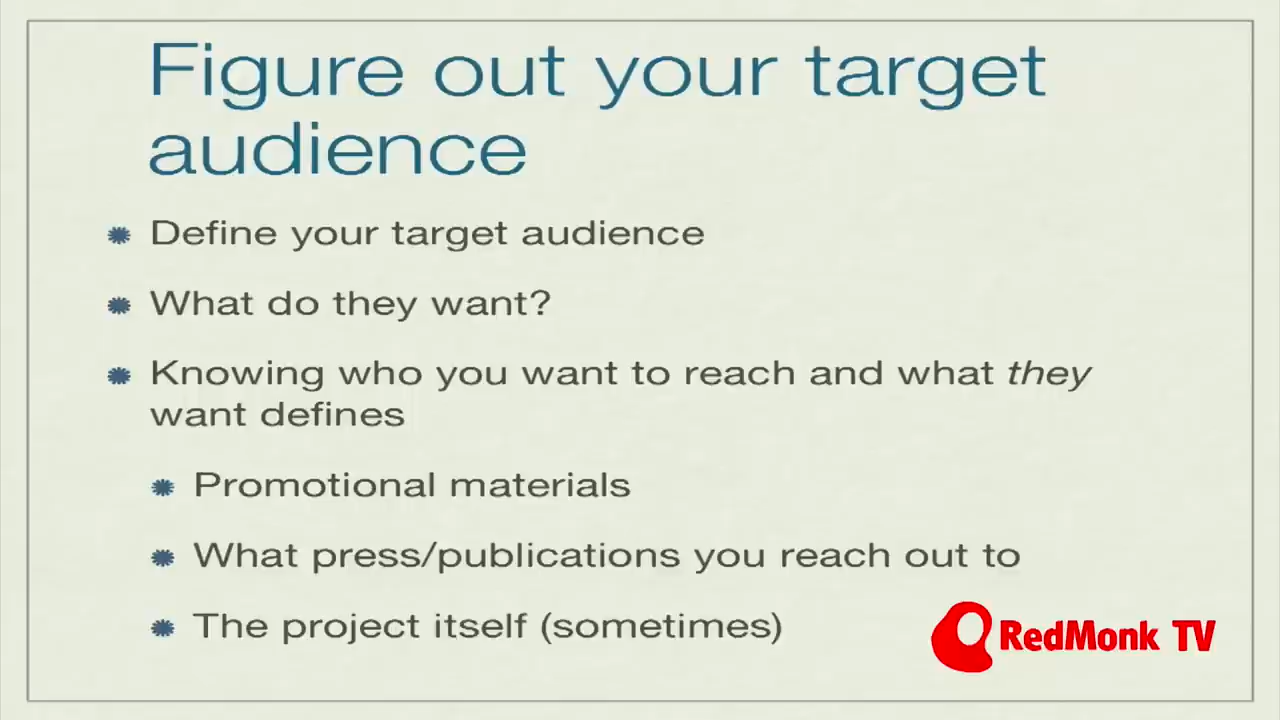 Figure out your target
audience
Define your target audience
What do they want?
Knowing who you want to reach and what they
want defines
Promotional materials
What press/publications you reach out to
The project itself (sometimes)
RedMonk TV